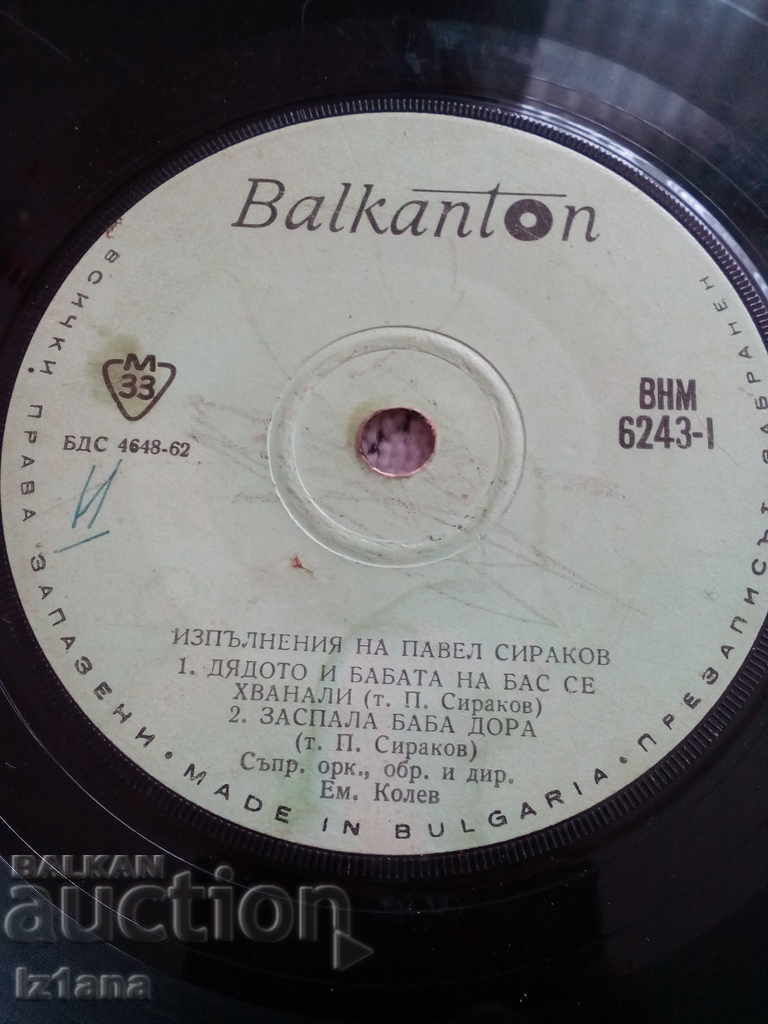 Balkanton
M
33
БДС 4648-62
ВНМ
6243-I
И
ИЗПЪЛНЕНИЯ НА ПАВЕЛ СИРАКОВ
1. ДЯДОТО И БАБАТА НА БАС СЕ
ХВАНАЛИ (т. П. Сираков)
2. ЗАСПАЛА БАБА ДОРА
(т. П. Сираков)
Съпр. орк., обр. и дир.
Ем. Колев
ВСИЧКИ ПРАВА ЗАПАЗЕНИ • MADE IN BULGARIA • ПРЕЗАПИСЪТ ЗАБРАНЕН
BALKAN
auction
Iz1ana